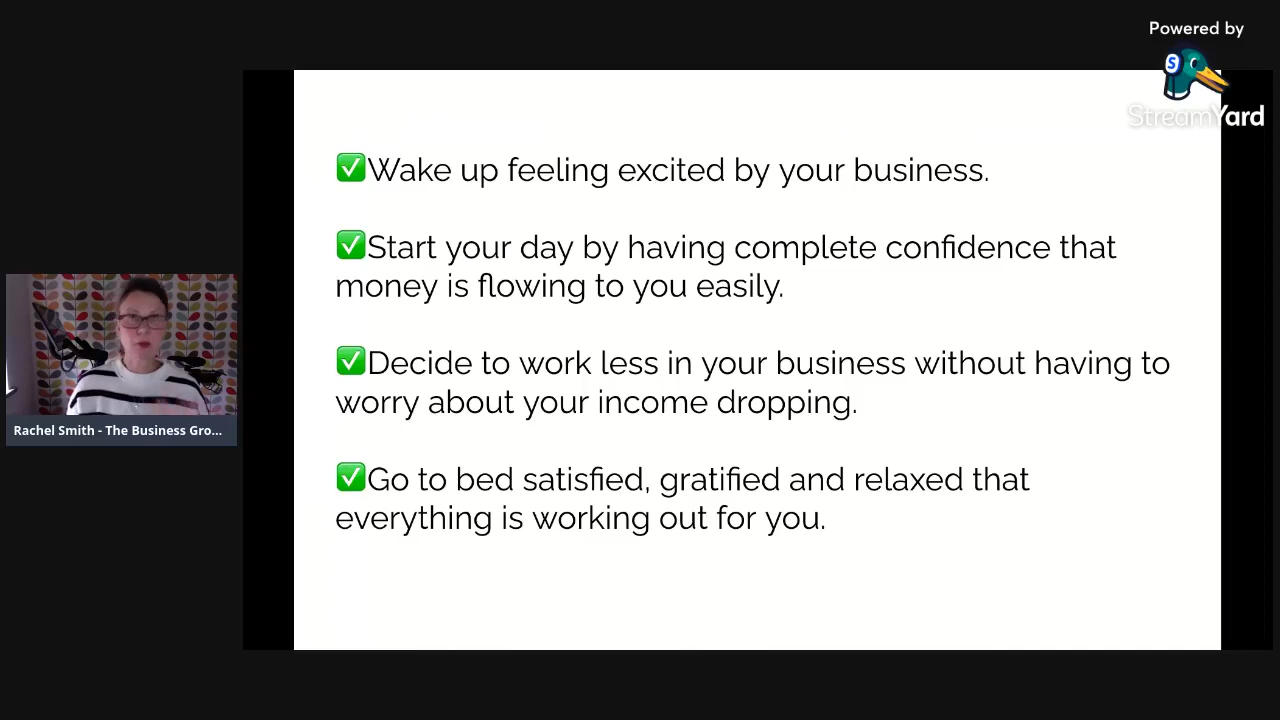 Powered by
S
StreamYard
✅Wake up feeling excited by your business.
✅Start your day by having complete confidence that
money is flowing to you easily.
✅Decide to work less in your business without having to
worry about your income dropping.
✅Go to bed satisfied, gratified and relaxed that
everything is working out for you.
Rachel Smith - The Business Gro...